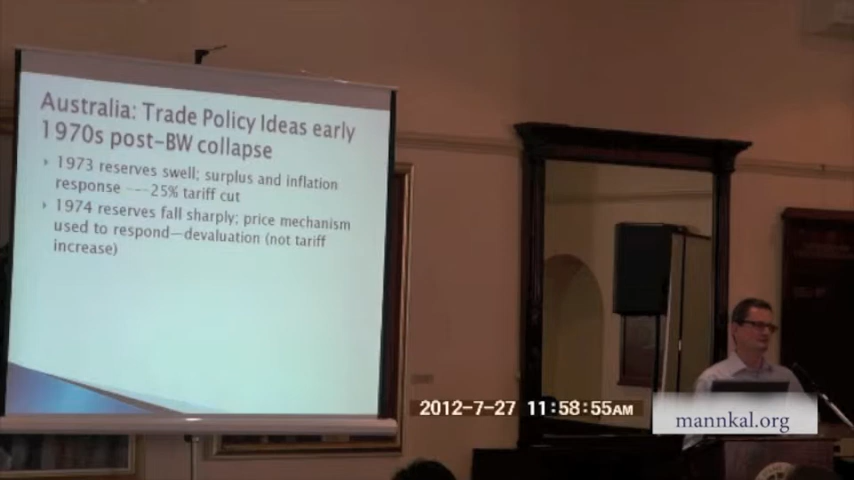 Australia: Trade Policy Ideas early
1970s post-BW collapse
1973 reserves swell; surplus and inflation
response ---25% tariff cut
1974 reserves fall sharply; price mechanism
used to respond—devaluation (not tariff
increase)
2012-7-27 11:58:55AM
mannkal.org